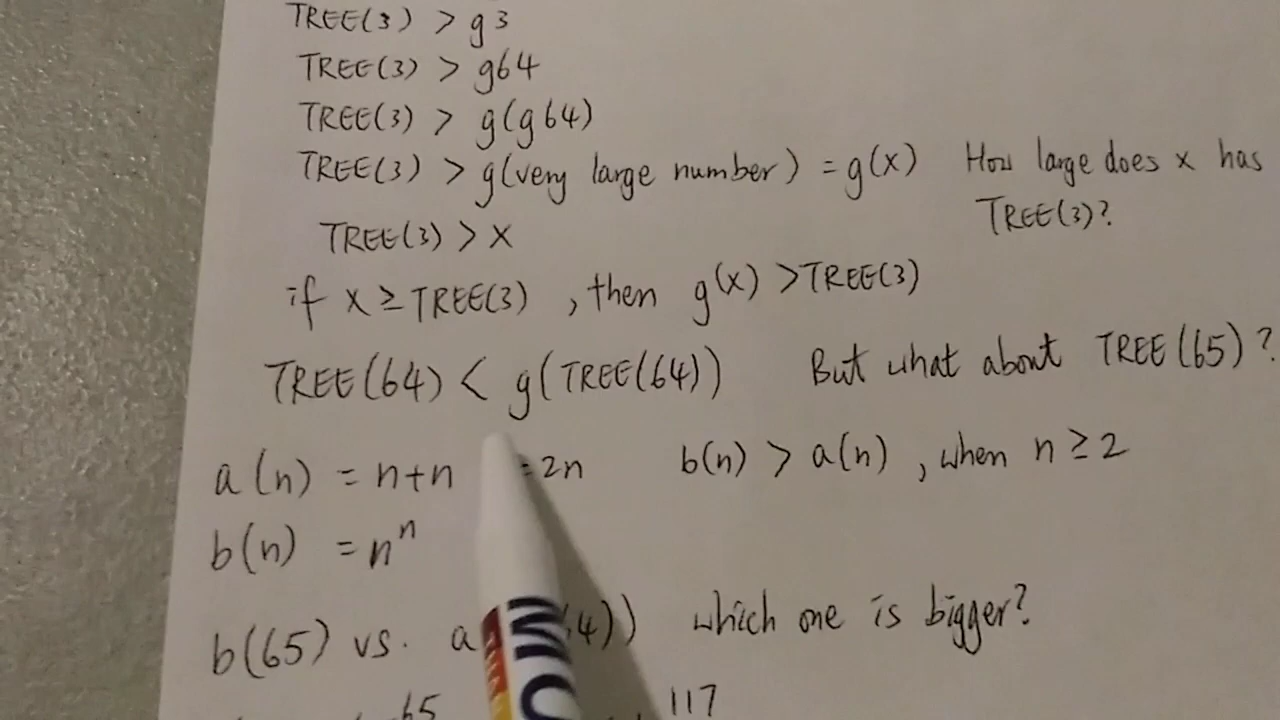 TREE(3) > g3
TREE(3) > g64
TREE(3) > g(g64)
TREE(3) > g(very large number) = g(x) How large does x has
TREE(3)?
TREE(3) > x
if x ≥ TREE(3) , then g(x) > TREE(3)
TREE(64) < g(TREE(64)) But what about TREE(65)?
a(n) = n+n =2n b(n) > a(n) , when n ≥ 2
b(n) = nⁿ
b(65) vs. a 4)) which one is bigger?
65 117